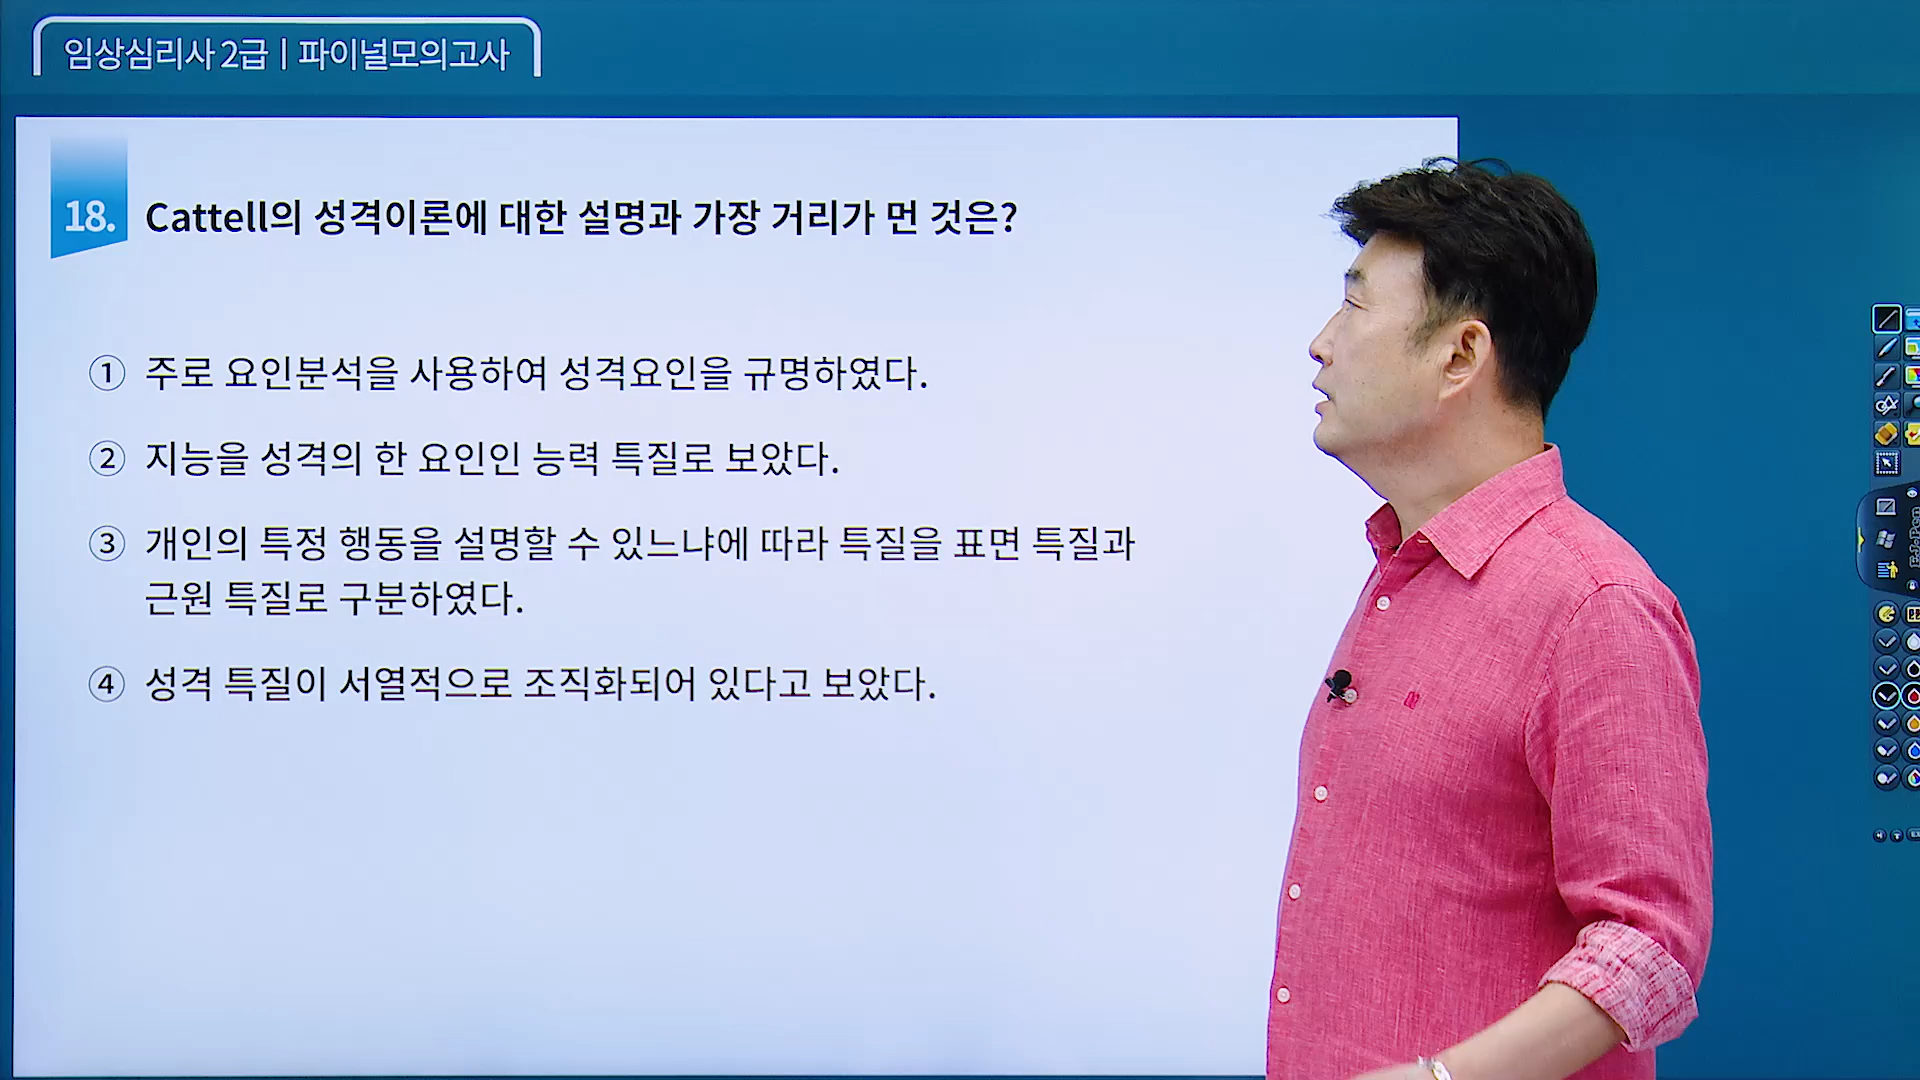 임상심리사 2급 | 파이널모의고사
18. Cattell의 성격이론에 대한 설명과 가장 거리가 먼 것은?
① 주로 요인분석을 사용하여 성격요인을 규명하였다.
② 지능을 성격의 한 요인인 능력 특질로 보았다.
③ 개인의 특정 행동을 설명할 수 있느냐에 따라 특질을 표면 특질과
근원 특질로 구분하였다.
④ 성격 특질이 서열적으로 조직화되어 있다고 보았다.